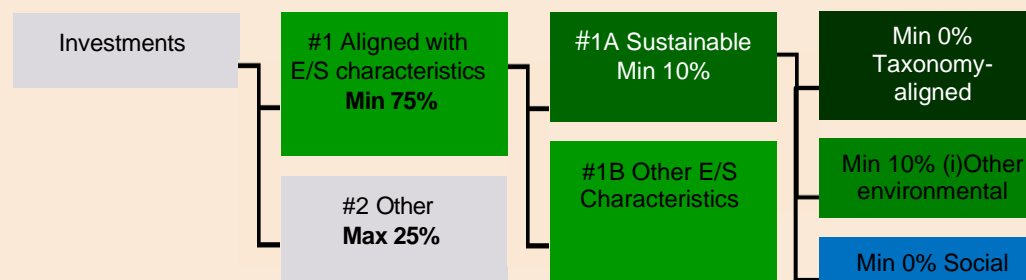 Investments
#1 Aligned with
E/S characteristics
Min 75%
#2 Other
Max 25%
#1A Sustainable
Min 10%
#1B Other E/S
Characteristics
Min 0%
Taxonomy-
aligned
Min 10% (i)Other
environmental
Min 0% Social